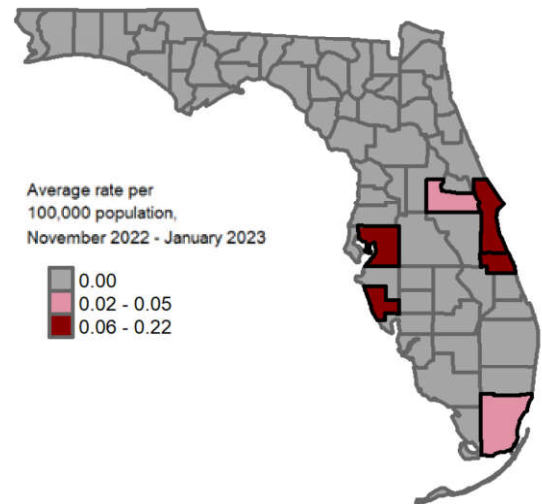 Average rate per
100,000 population,
November 2022 - January 2023
0.00
0.02 - 0.05
0.06 - 0.22